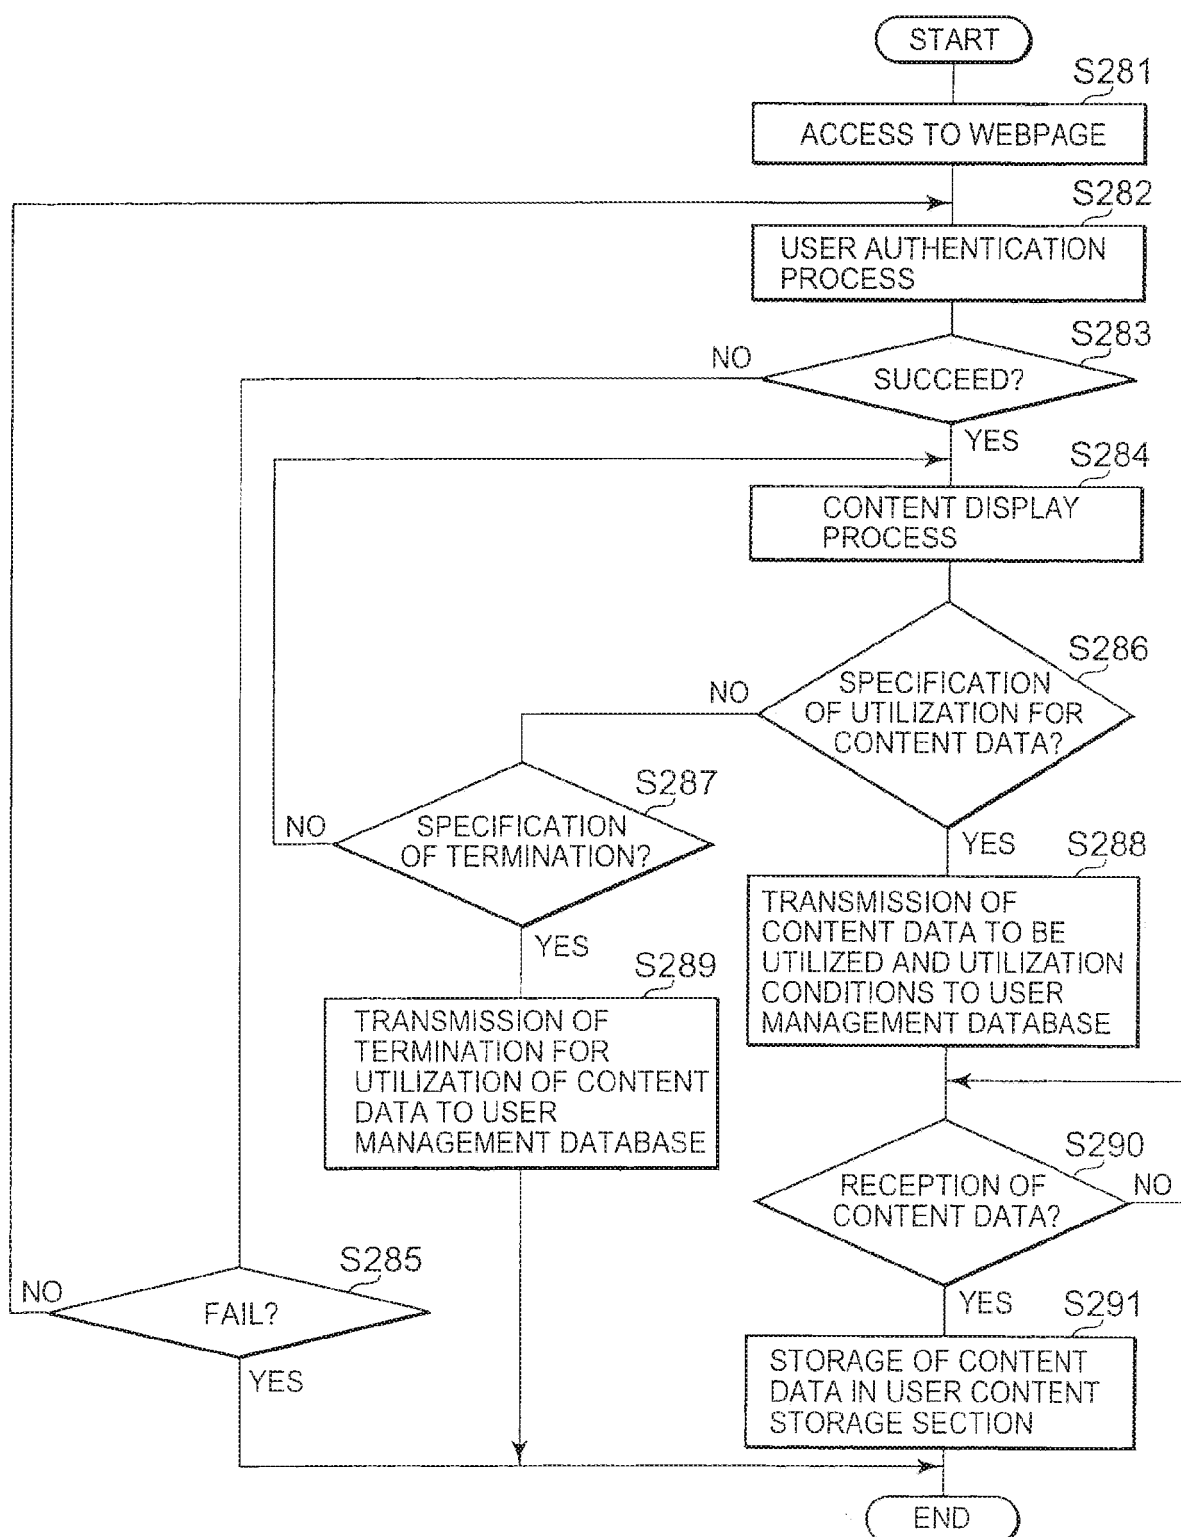 START
S281
ACCESS TO WEBPAGE
S282
USER AUTHENTICATION
PROCESS
S283
NO
SUCCEED?
YES
S284
CONTENT DISPLAY
PROCESS
S286
NO
SPECIFICATION
OF UTILIZATION FOR
CONTENT DATA?
YES
S287
NO
SPECIFICATION
OF TERMINATION?
YES
S288
TRANSMISSION OF
CONTENT DATA TO BE
UTILIZED AND UTILIZATION
CONDITIONS TO USER
MANAGEMENT DATABASE
S289
TRANSMISSION OF
TERMINATION FOR
UTILIZATION OF CONTENT
DATA TO USER
MANAGEMENT DATABASE
S290
RECEPTION OF
CONTENT DATA?
NO
YES
S285
NO
FAIL?
YES
S291
STORAGE OF CONTENT
DATA IN USER CONTENT
STORAGE SECTION
END